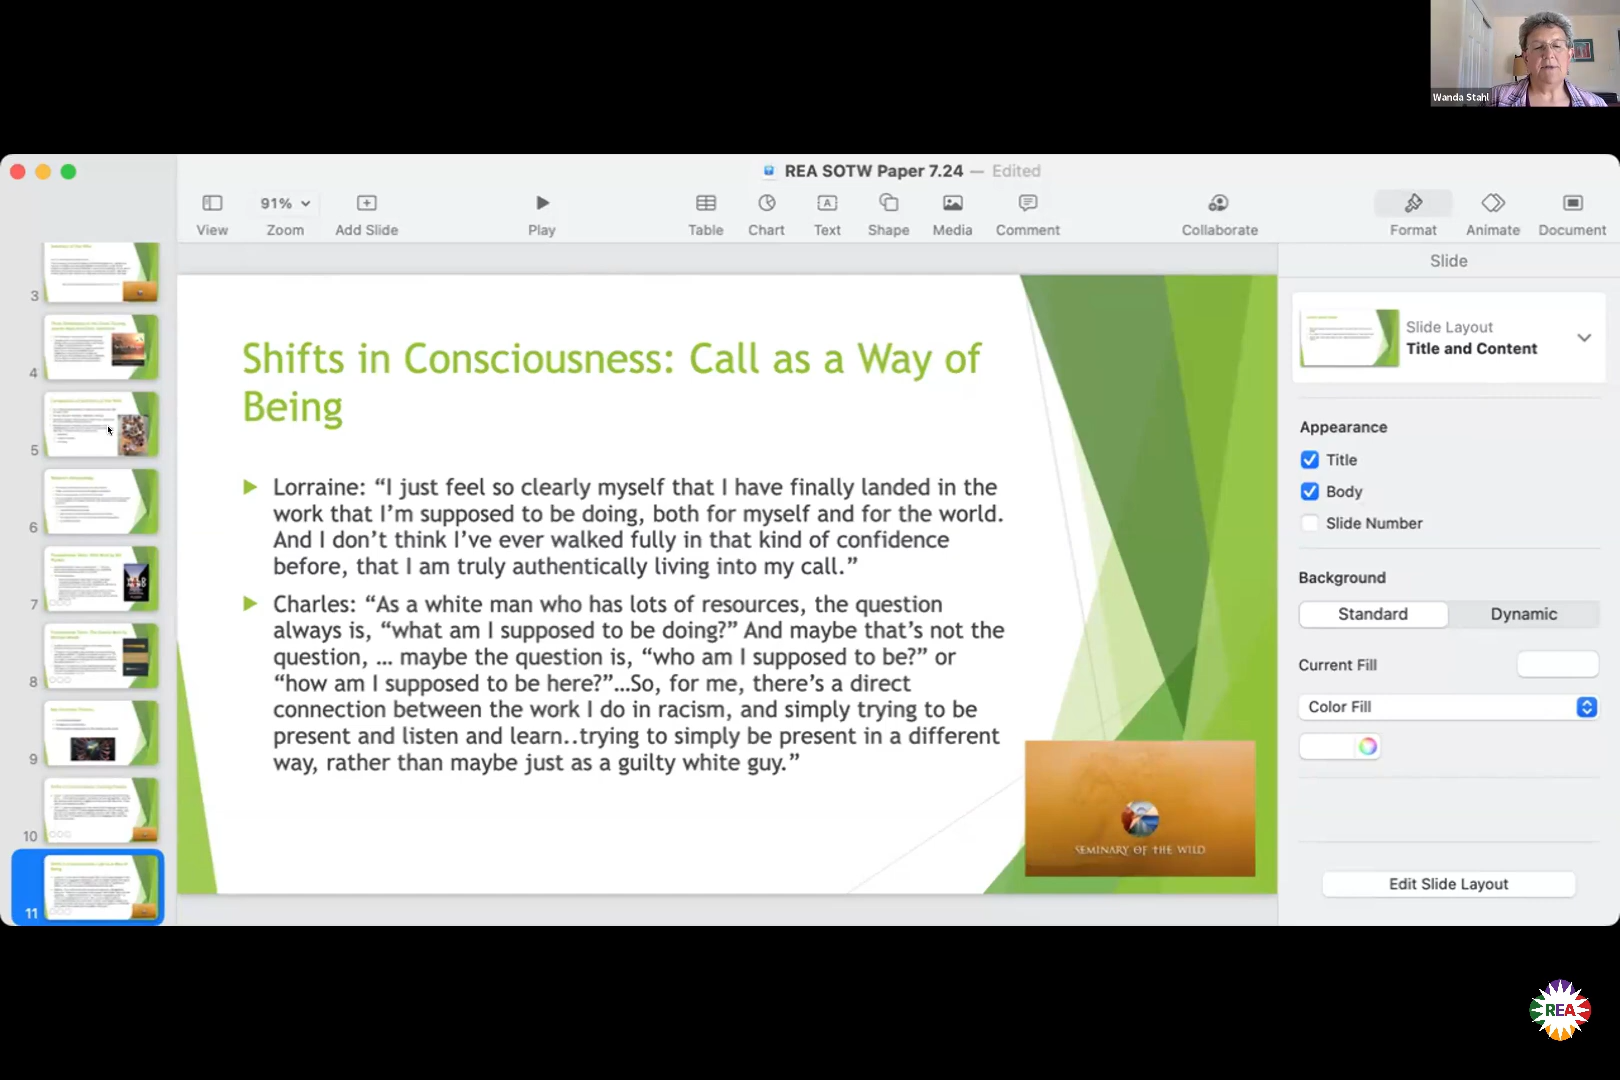 Wanda Stahl
REA SOTW Paper 7.24 — Edited
91%
View
Zoom
Add Slide
Play
Table
Chart
Text
Shape
Media
Comment
Collaborate
Format
Animate
Document
3
4
5
6
7
8
9
10
11
Shifts in Consciousness: Call as a Way of
Being
Lorraine: “I just feel so clearly myself that I have finally landed in the
work that I’m supposed to be doing, both for myself and for the world.
And I don’t think I’ve ever walked fully in that kind of confidence
before, that I am truly authentically living into my call.”
Charles: “As a white man who has lots of resources, the question
always is, “what am I supposed to be doing?” And maybe that’s not the
question, … maybe the question is, “who am I supposed to be?” or
“how am I supposed to be here?”…So, for me, there’s a direct
connection between the work I do in racism, and simply trying to be
present and listen and learn..trying to simply be present in a different
way, rather than maybe just as a guilty white guy.”
SEMINARY OF THE WILD
Slide
Slide Layout
Title and Content
Appearance
Title
Body
Slide Number
Background
Standard
Dynamic
Current Fill
Color Fill
Edit Slide Layout
REA